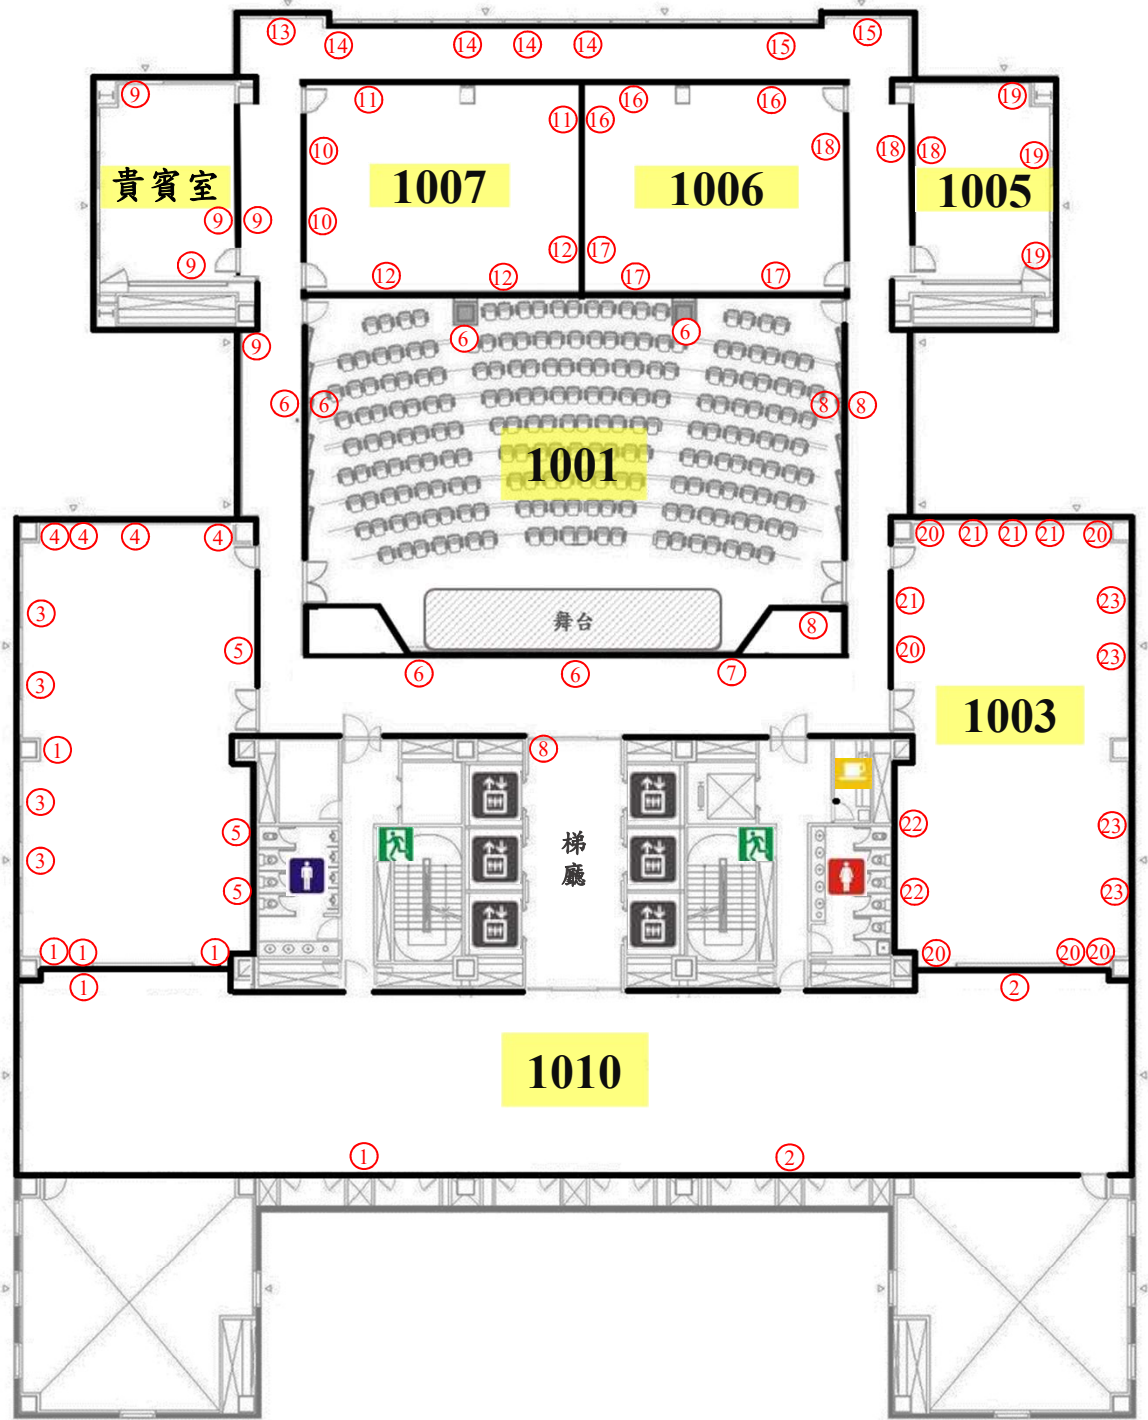 ⑬ ⑭ ⑭ ⑭ ⑭ ⑮ ⑮
⑨ ⑪ ⑯ ⑯ ⑲
⑪ ⑯
⑩ ⑱ ⑱ ⑱ ⑲
貴賓室 1007 1006 1005
⑨ ⑨ ⑩
⑨ ⑫ ⑰ ⑲
⑫ ⑫ ⑰ ⑰
⑥ ⑥
⑨
⑥ ⑥ ⑧ ⑧
1001
④ ④ ④ ④ ⑳ ㉑ ㉑ ㉑ ⑳
③ ㉑ ㉓
舞台 ⑧
⑤ ⑳ ㉓
③ ⑥ ⑥ ⑦
1003
① ⑧
③ ⑤ ㉒ ㉓
梯廳
③ ⑤ ㉒ ㉓
① ① ① ⑳ ⑳ ⑳
① ②
1010
① ②